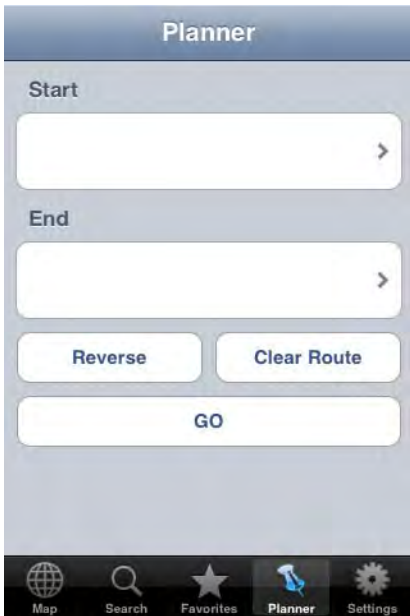 Planner
Start
End
Reverse Clear Route
GO
Map Search Favorites Planner Settings